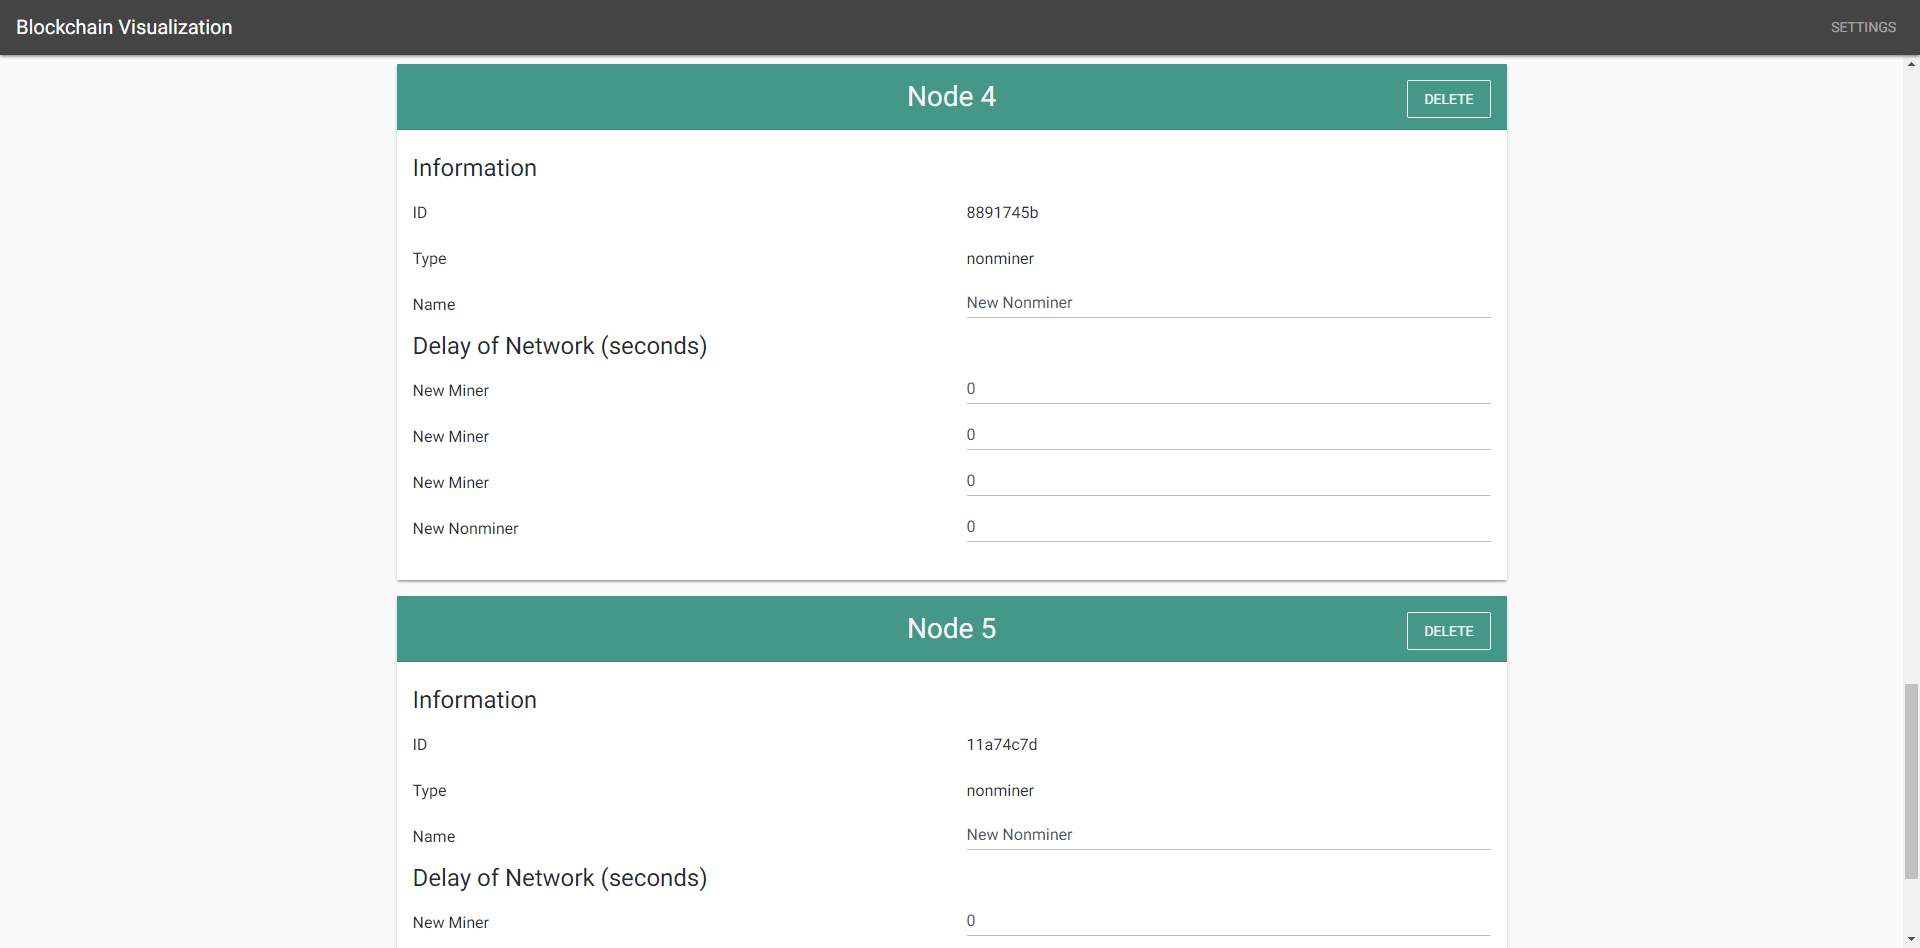 Blockchain Visualization SETTINGS
Node 4 DELETE
Information
ID 8891745b
Type nonminer
Name New Nonminer
Delay of Network (seconds)
New Miner 0
New Miner 0
New Miner 0
New Nonminer 0
Node 5 DELETE
Information
ID 11a74c7d
Type nonminer
Name New Nonminer
Delay of Network (seconds)
New Miner 0